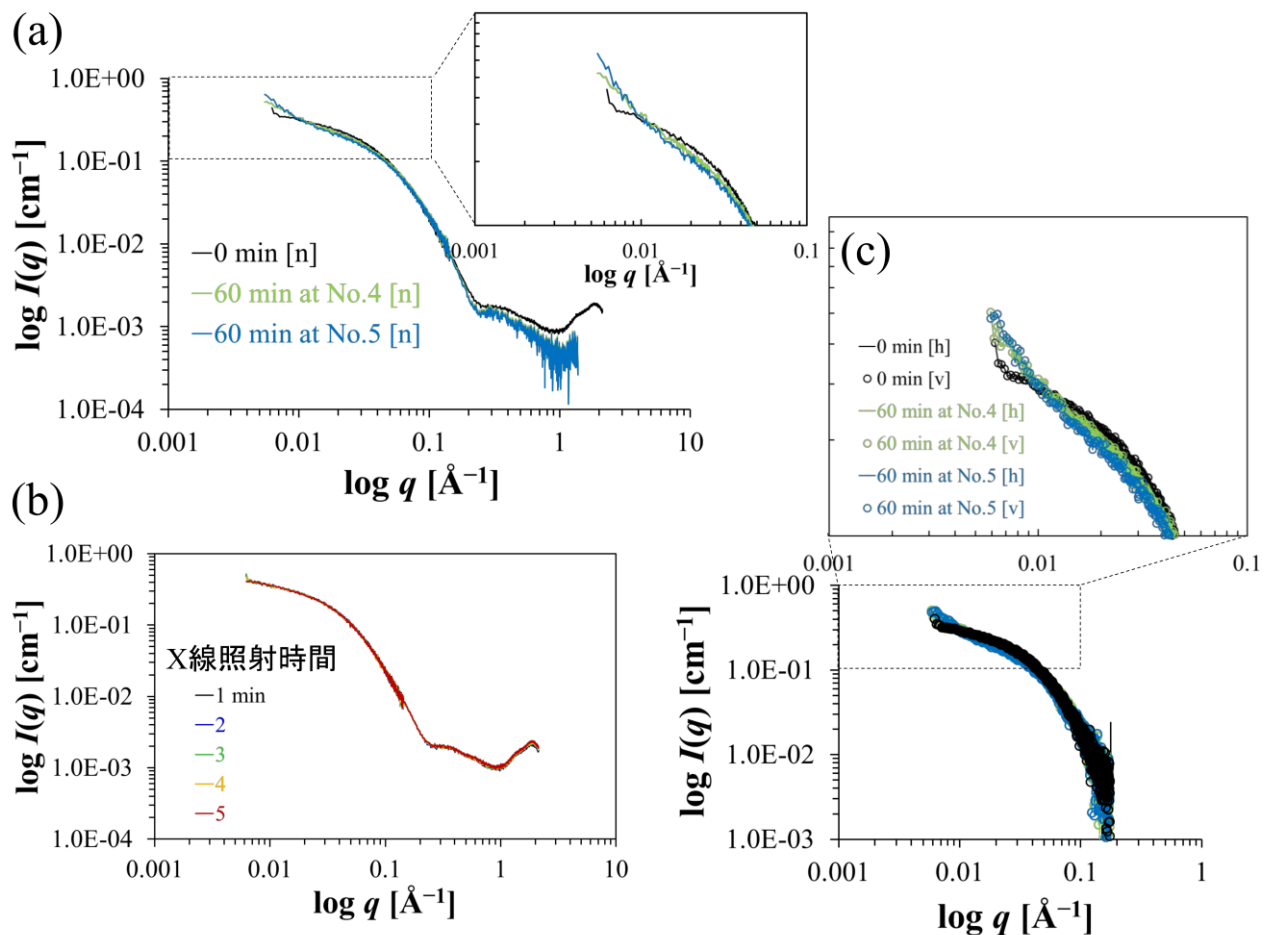 (a)
log I(q) [cm⁻¹]
1.0E+00
1.0E-01
1.0E-02
1.0E-03
1.0E-04
0 min [n]
60 min at No.4 [n]
60 min at No.5 [n]
0.001 0.01 0.1 1 10
log q [Å⁻¹]
0.001 0.01 0.1
log q [Å⁻¹]
(b)
log I(q) [cm⁻¹]
1.0E+00
1.0E-01
1.0E-02
1.0E-03
1.0E-04
X線照射時間
1 min
2
3
4
5
0.001 0.01 0.1 1 10
log q [Å⁻¹]
(c)
0 min [h]
0 min [v]
60 min at No.4 [h]
60 min at No.4 [v]
60 min at No.5 [h]
60 min at No.5 [v]
0.001 0.01 0.1
log I(q) [cm⁻¹]
1.0E+00
1.0E-01
1.0E-02
1.0E-03
0.001 0.01 0.1 1
log q [Å⁻¹]